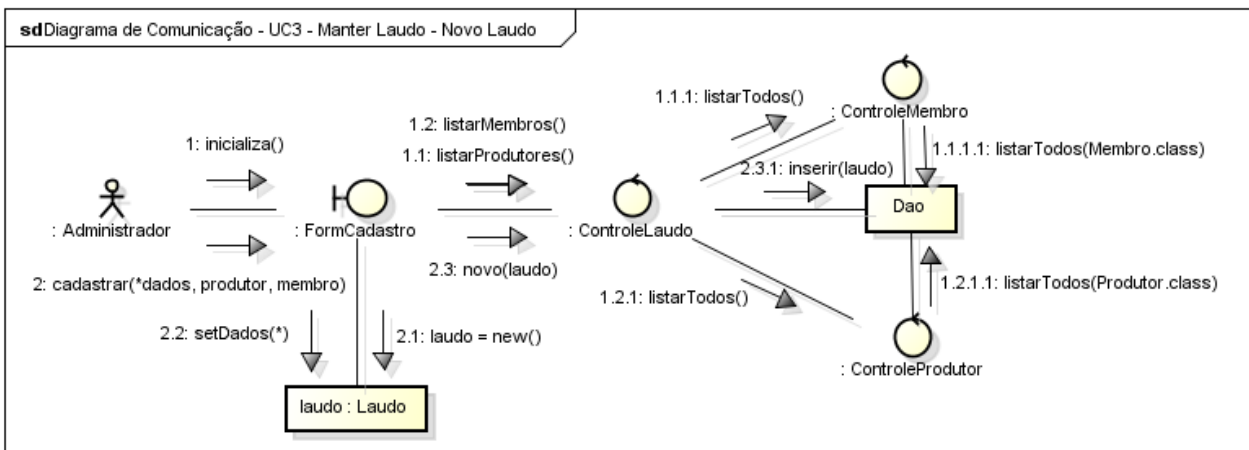 sdDiagrama de Comunicação - UC3 - Manter Laudo - Novo Laudo
1.1.1: listarTodos()
: ControleMembro
1.2: listarMembros()
1: inicializa()
1.1: listarProdutores()
1.1.1.1: listarTodos(Membro.class)
2.3.1: inserir(laudo)
Dao
: Administrador
: FormCadastro
: ControleLaudo
2.3: novo(laudo)
2: cadastrar(*dados, produtor, membro)
1.2.1: listarTodos()
1.2.1.1: listarTodos(Produtor.class)
2.2: setDados(*)
2.1: laudo = new()
: ControleProdutor
laudo : Laudo